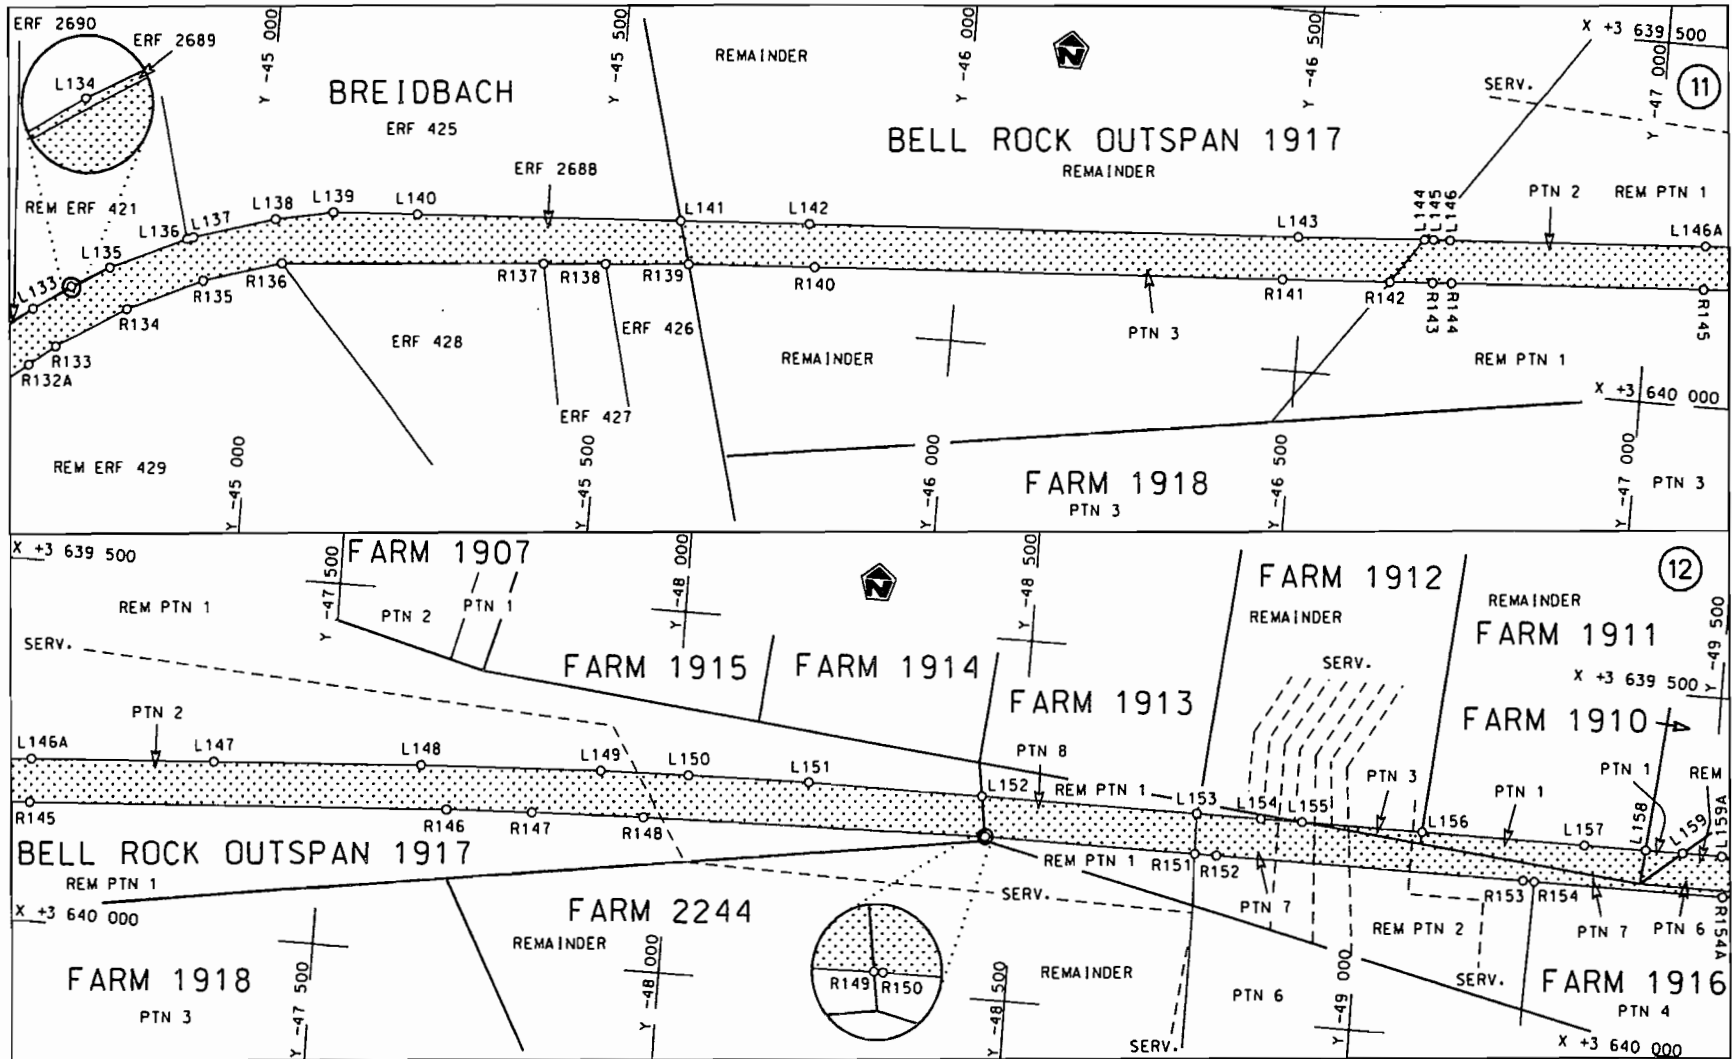 ERF 2690
ERF 2689
L134
Y -45 000
Y -45 500
REMAINDER
Y -46 000
N
Y -46 500
X +3 639 500
Y -47 000
11
SERV.
BREIDBACH
ERF 425
BELL ROCK OUTSPAN 1917
REMAINDER
ERF 2688
REM ERF 421
L133
L135
L136
L137
L138
L139
L140
L141
L142
L143
L144
L145
L146
PTN 2
REM PTN 1
L146A
R132A
R133
R134
R135
R136
R137
R138
R139
R140
R141
R142
R143
R144
R145
ERF 428
ERF 426
ERF 427
REMAINDER
PTN 3
REM PTN 1
X +3 640 000
REM ERF 429
Y -45 000
Y -45 500
Y -46 000
FARM 1918
PTN 3
Y -46 500
Y -47 000
PTN 3
X +3 639 500
Y -47 500
FARM 1907
REM PTN 1
PTN 2
PTN 1
Y -48 000
N
Y -48 500
FARM 1912
REMAINDER
REMAINDER
FARM 1911
12
Y -49 500
SERV.
FARM 1915
FARM 1914
FARM 1913
SERV.
X +3 639 500
FARM 1910
PTN 2
L146A
L147
L148
L149
L150
L151
L152
PTN 8
REM PTN 1
L153
L154
L155
PTN 3
L156
PTN 1
L157
PTN 1
L158
L159
REM
L159A
R145
R146
R147
R148
REM PTN 1
R151
R152
R153
R154
R154A
BELL ROCK OUTSPAN 1917
REM PTN 1
X +3 640 000
FARM 2244
REMAINDER
SERV.
PTN 7
REM PTN 2
PTN 7
PTN 6
FARM 1918
PTN 3
Y -47 500
Y -48 000
R149
R150
Y -48 500
REMAINDER
SERV.
PTN 6
Y -49 000
SERV.
FARM 1916
PTN 4
X +3 640 000